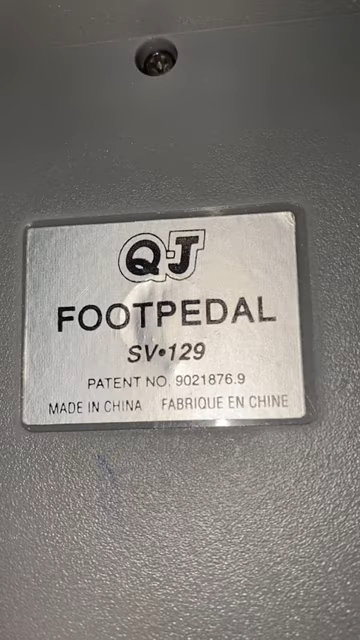 QJ
FOOTPEDAL
SV•129
PATENT NO. 9021876.9
MADE IN CHINA FABRIQUE EN CHINE